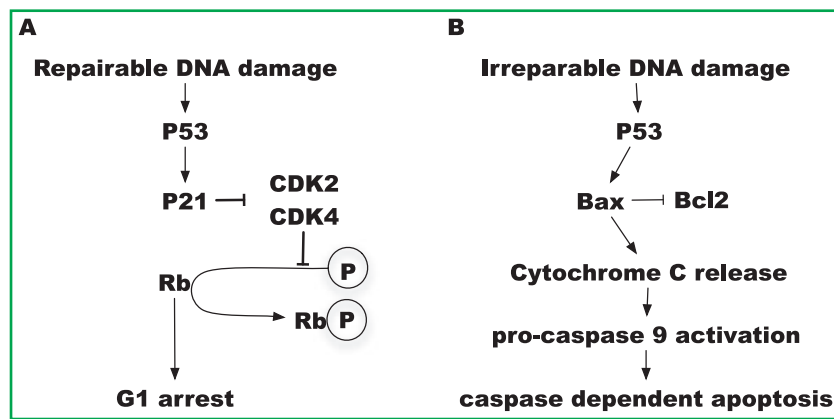 A
Repairable DNA damage
P53
P21
CDK2
CDK4
P
Rb
Rb P
G1 arrest
B
Irreparable DNA damage
P53
Bax
Bcl2
Cytochrome C release
pro-caspase 9 activation
caspase dependent apoptosis